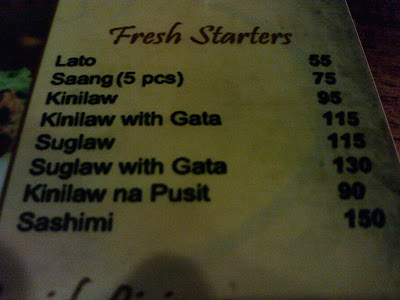 Fresh Starters
Lato 55
Saang (5 pcs) 75
Kinilaw 95
Kinilaw with Gata 115
Suglaw 115
Suglaw with Gata 130
Kinilaw na Pusit 90
Sashimi 150